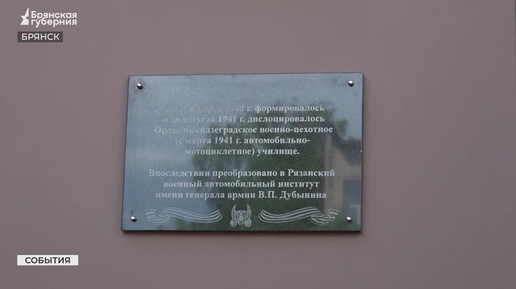 Брянская
губерния
БРЯНСК
г. формировалось
августа 1941 г. дислоцировалось
Орджоникидзеградское военно-пехотное
(с марта 1941 г. автомобильно-
мотоциклетное) училище.
Впоследствии преобразовано в Рязанский
военный автомобильный институт
имени генерала армии В.П. Дубынина
СОБЫТИЯ